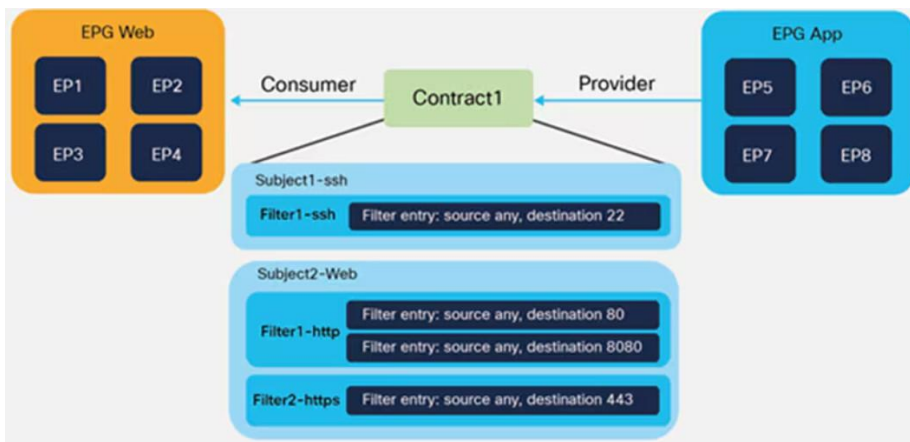 EPG Web
EP1 EP2
EP3 EP4
Consumer
Contract1
Provider
EPG App
EP5 EP6
EP7 EP8
Subject1-ssh
Filter1-ssh Filter entry: source any, destination 22
Subject2-Web
Filter1-http
Filter entry: source any, destination 80
Filter entry: source any, destination 8080
Filter2-https Filter entry: source any, destination 443